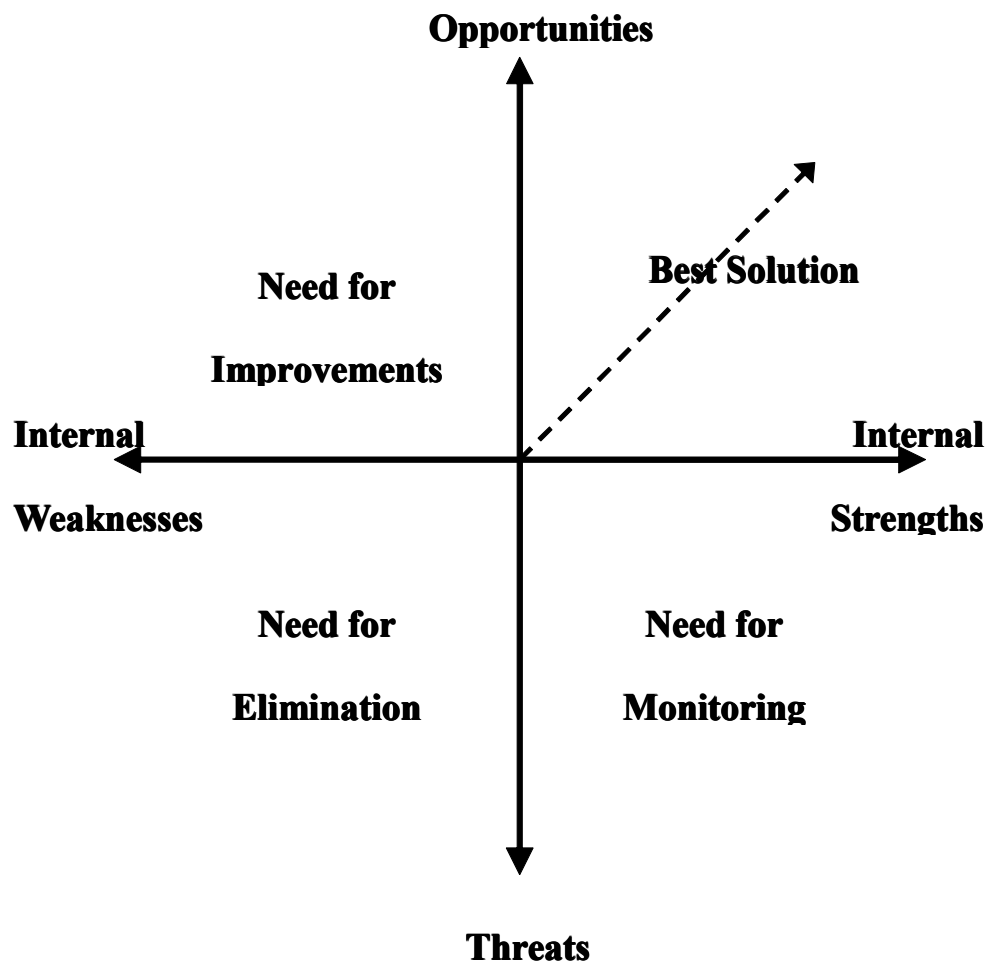 Opportunities
Best Solution
Need for
Improvements
Internal
Weaknesses
Internal
Strengths
Need for
Elimination
Need for
Monitoring
Threats